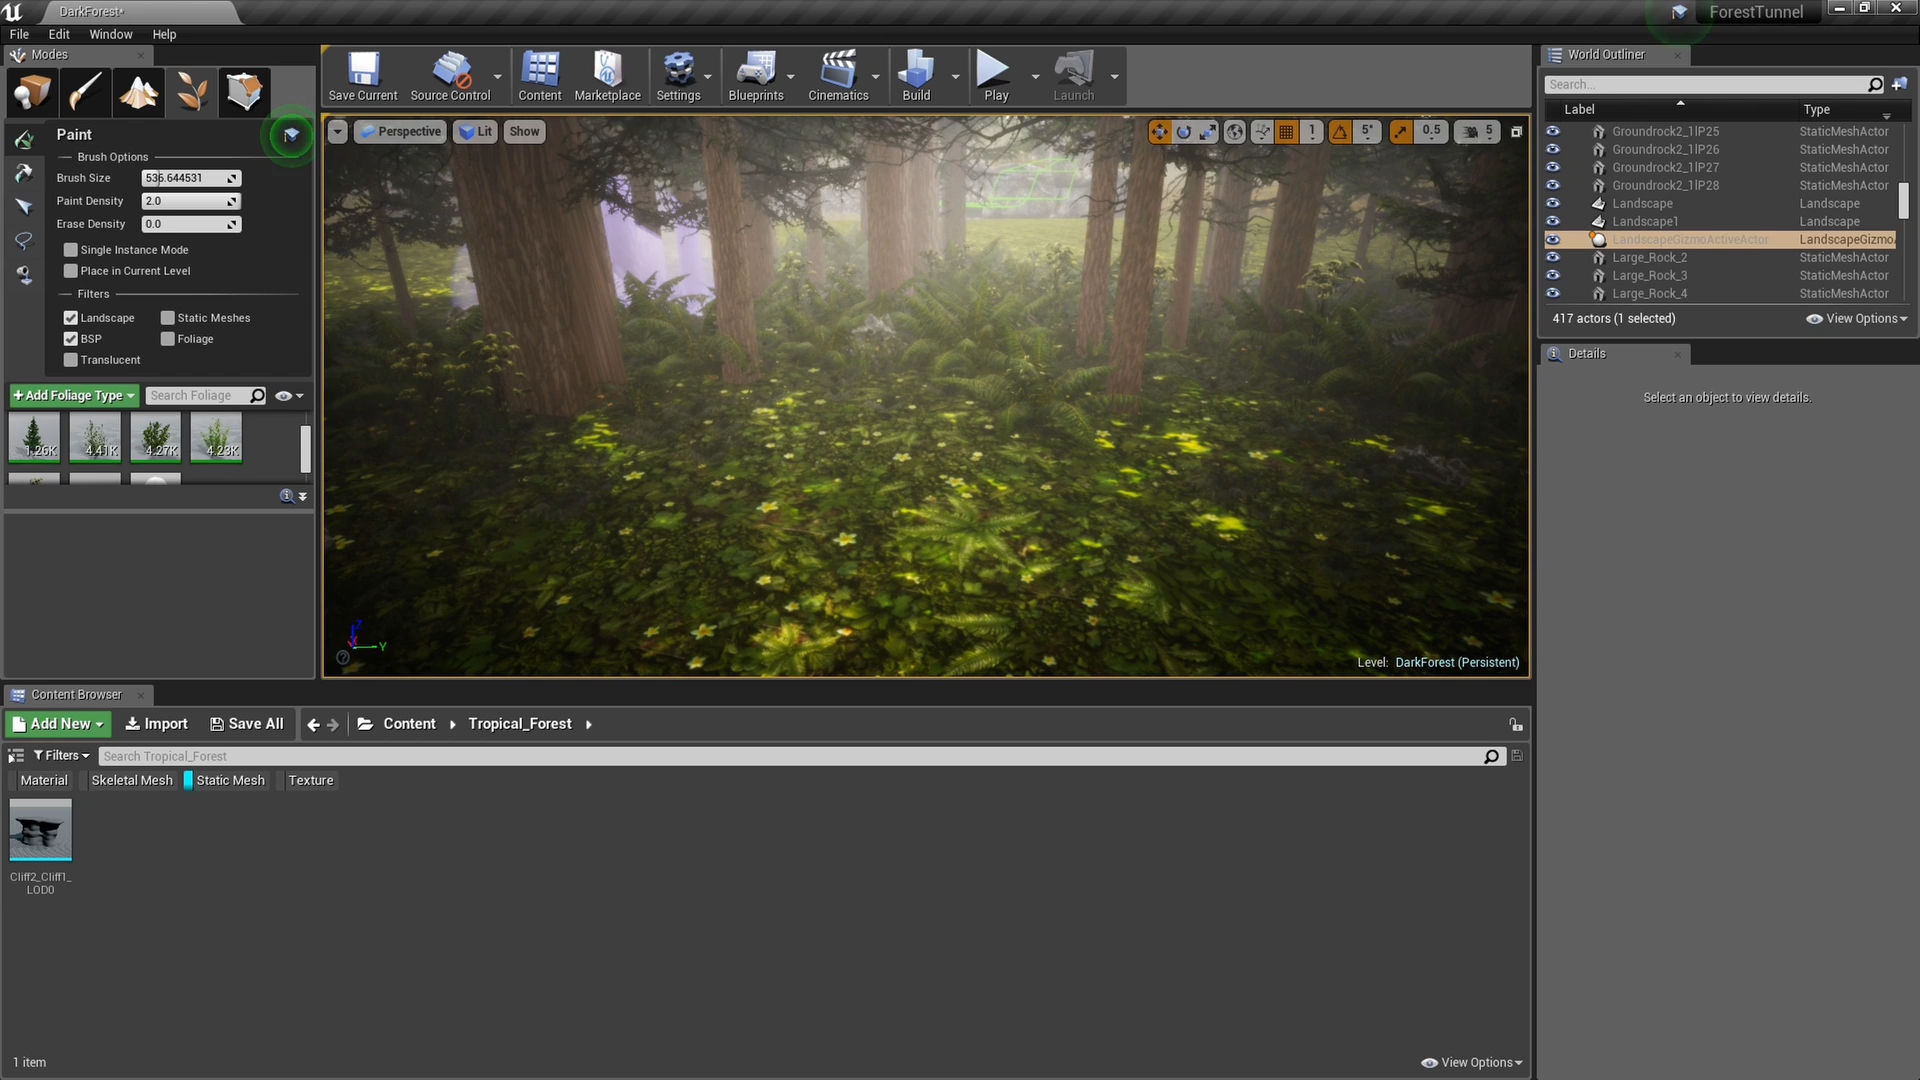 DarkForest*
ForestTunnel
File Edit Window Help
Modes
World Outliner
Save Current Source Control Content Marketplace Settings Blueprints Cinematics Build Play Launch
Search...
Label Type
Paint
Perspective Lit Show
1 5° 0.5 5
Groundrock2_1lP25 StaticMeshActor
Groundrock2_1lP26 StaticMeshActor
Groundrock2_1lP27 StaticMeshActor
Groundrock2_1lP28 StaticMeshActor
Landscape Landscape
Landscape1 Landscape
LandscapeGizmoActiveActor LandscapeGizmoA
Large_Rock_2 StaticMeshActor
Large_Rock_3 StaticMeshActor
Large_Rock_4 StaticMeshActor
417 actors (1 selected) View Options
Brush Options
Brush Size 536.644531
Paint Density 2.0
Erase Density 0.0
Single Instance Mode
Place in Current Level
Filters
Landscape Static Meshes
BSP Foliage
Translucent
Details
Select an object to view details.
+Add Foliage Type Search Foliage
1.26K 4.41K 4.27K 4.23K
Z
Y
Level: DarkForest (Persistent)
Content Browser
Add New Import Save All Content Tropical_Forest
Filters Search Tropical_Forest
Material Skeletal Mesh Static Mesh Texture
Cliff2_Cliff1_
LOD0
1 item View Options